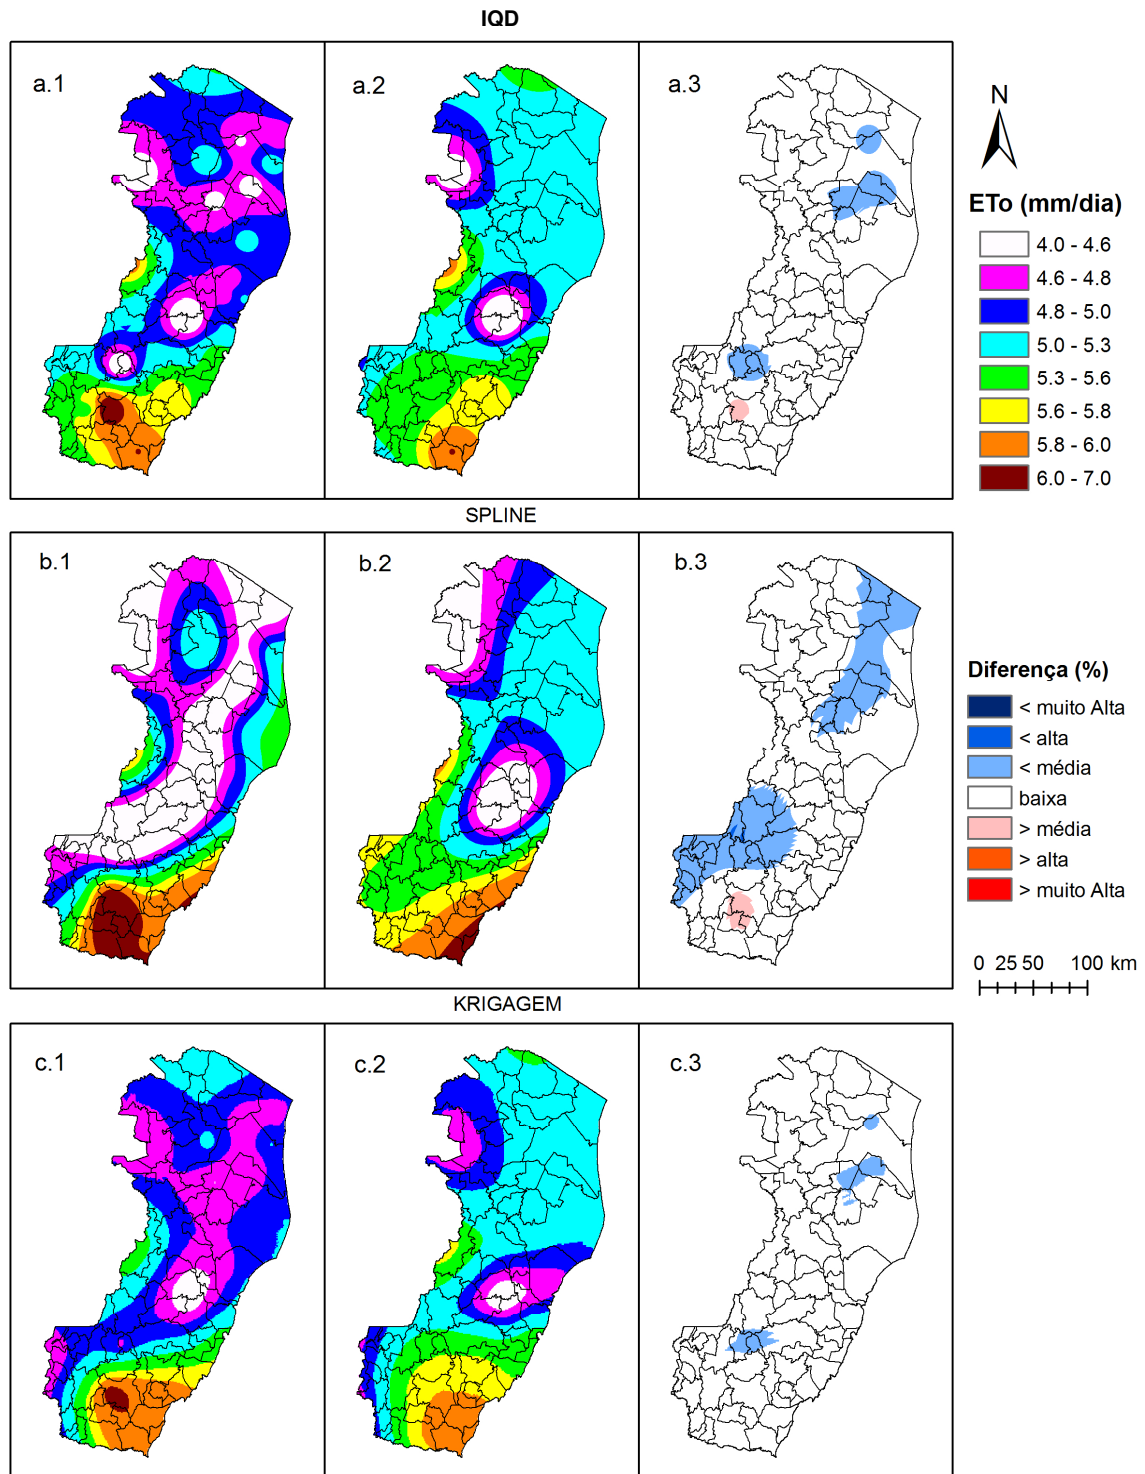 IQD
a.1
a.2
a.3
N
ETo (mm/dia)
4.0 - 4.6
4.6 - 4.8
4.8 - 5.0
5.0 - 5.3
5.3 - 5.6
5.6 - 5.8
5.8 - 6.0
6.0 - 7.0
SPLINE
b.1
b.2
b.3
Diferença (%)
< muito Alta
< alta
< média
baixa
> média
> alta
> muito Alta
0 25 50 100 km
KRIGAGEM
c.1
c.2
c.3